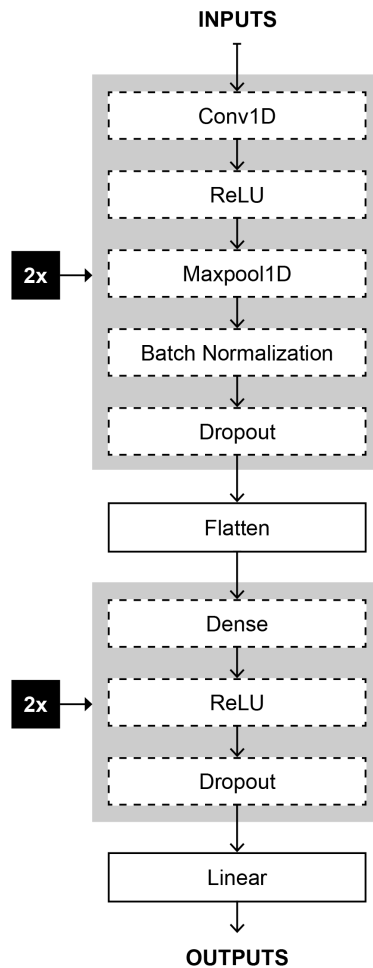 INPUTS
Conv1D
ReLU
2x
Maxpool1D
Batch Normalization
Dropout
Flatten
Dense
2x
ReLU
Dropout
Linear
OUTPUTS